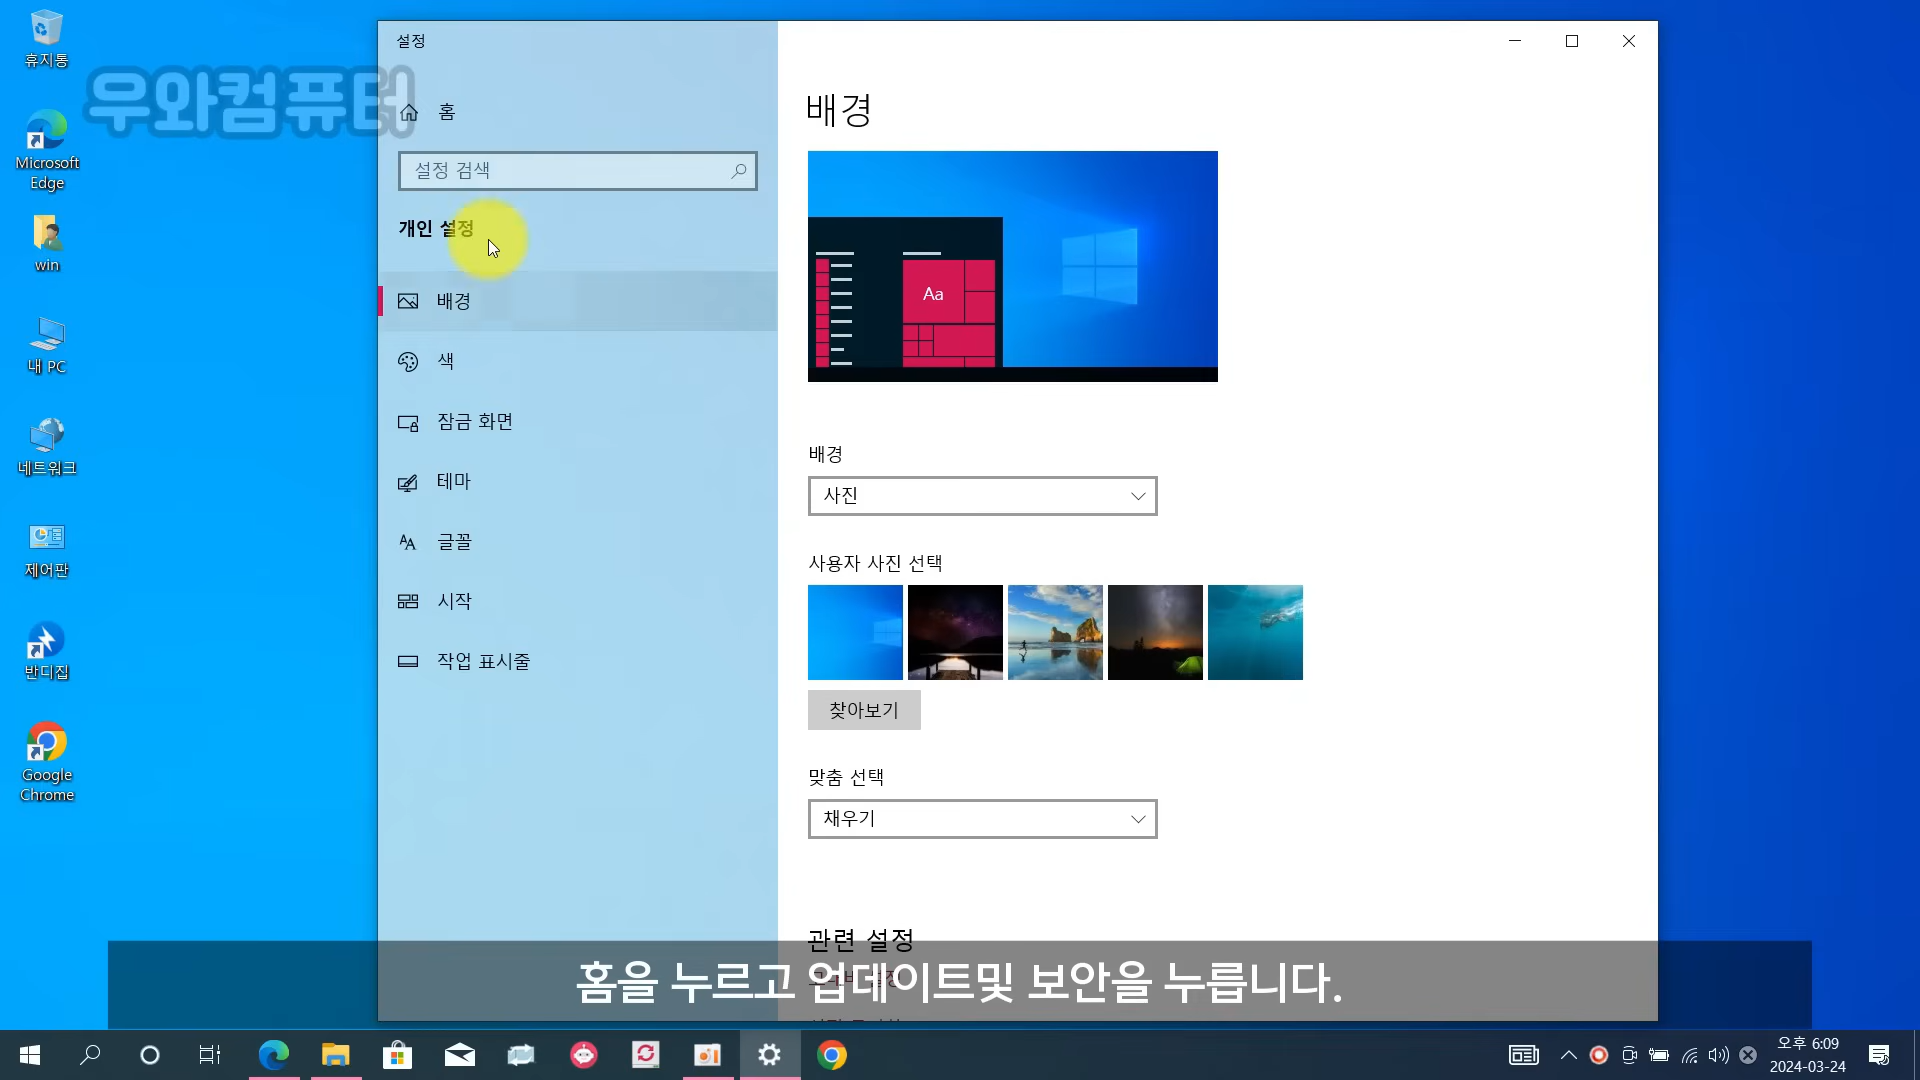 휴지통
우와컴퓨터
Microsoft
Edge
win
내 PC
네트워크
제어판
반디집
Google
Chrome
설정
홈
설정 검색
개인 설정
배경
색
잠금 화면
테마
글꼴
시작
작업 표시줄
배경
Aa
배경
사진
사용자 사진 선택
찾아보기
맞춤 선택
채우기
관련 설정
홈을 누르고 업데이트및 보안을 누릅니다.
오후 6:09
2024-03-24